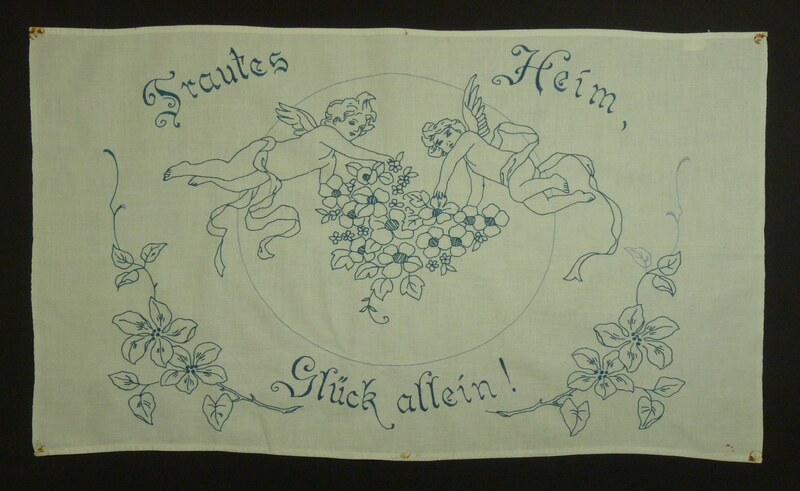 Trautes Heim,
Glück allein!